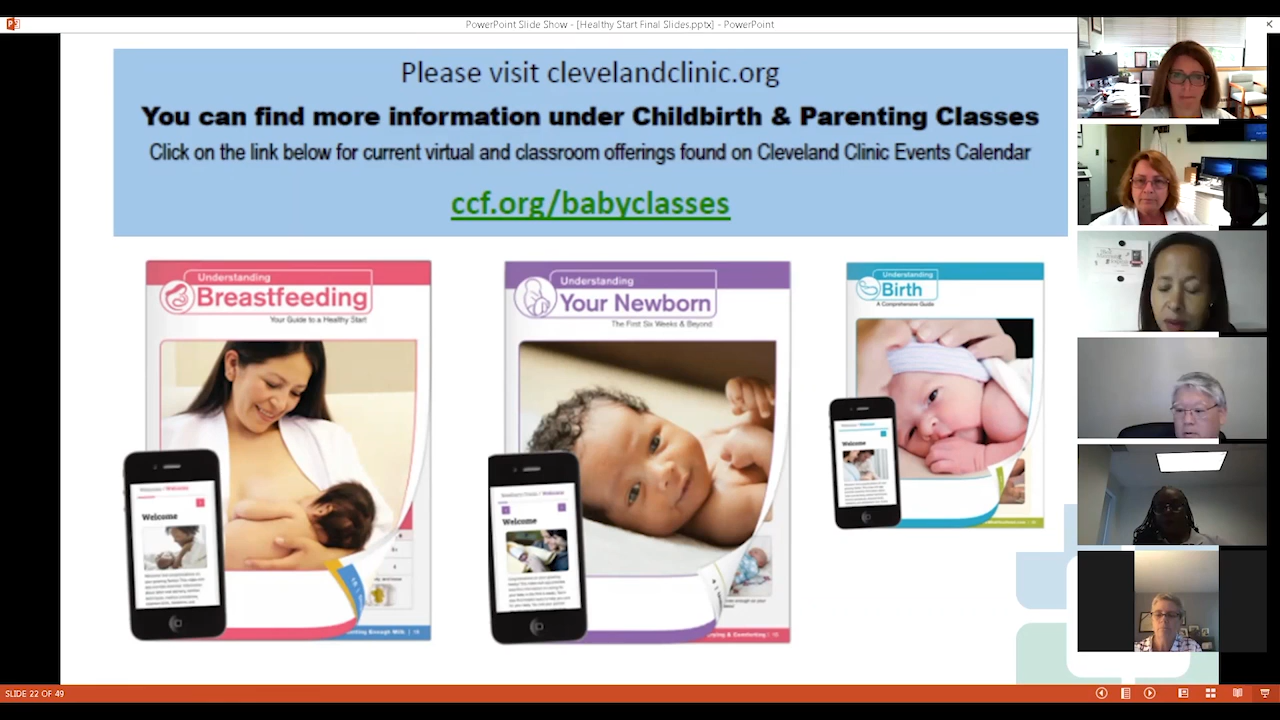 PowerPoint Slide Show - [Healthy Start Final Slides.pptx] - PowerPoint
Please visit clevelandclinic.org
You can find more information under Childbirth & Parenting Classes
Click on the link below for current virtual and classroom offerings found on Cleveland Clinic Events Calendar
ccf.org/babyclasses
Understanding
Breastfeeding
Your Guide to a Healthy Start
Welcome
Understanding
Your Newborn
The First Six Weeks & Beyond
Welcome
Understanding
Birth
A Comprehensive Guide
Welcome
SLIDE 22 OF 49